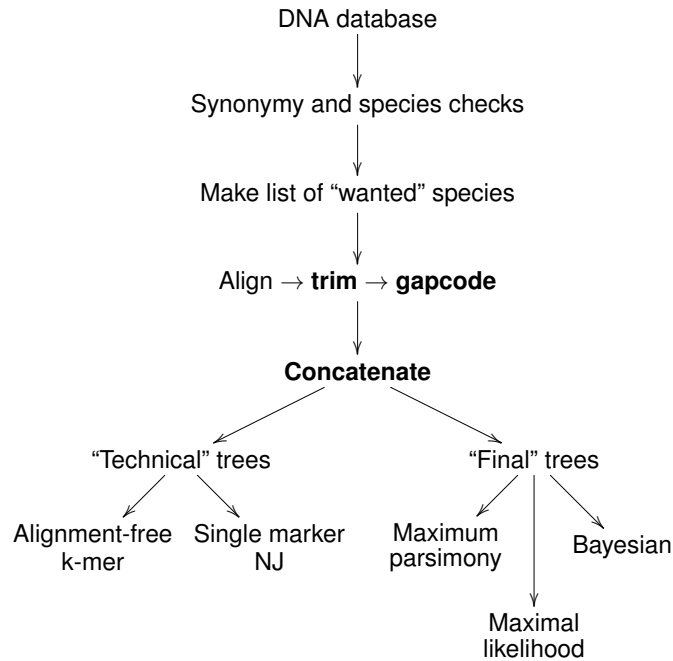 DNA database
Synonymy and species checks
Make list of “wanted” species
Align → trim → gapcode
Concatenate
“Technical” trees
“Final” trees
Alignment-free
k-mer
Single marker
NJ
Maximum
parsimony
Bayesian
Maximal
likelihood